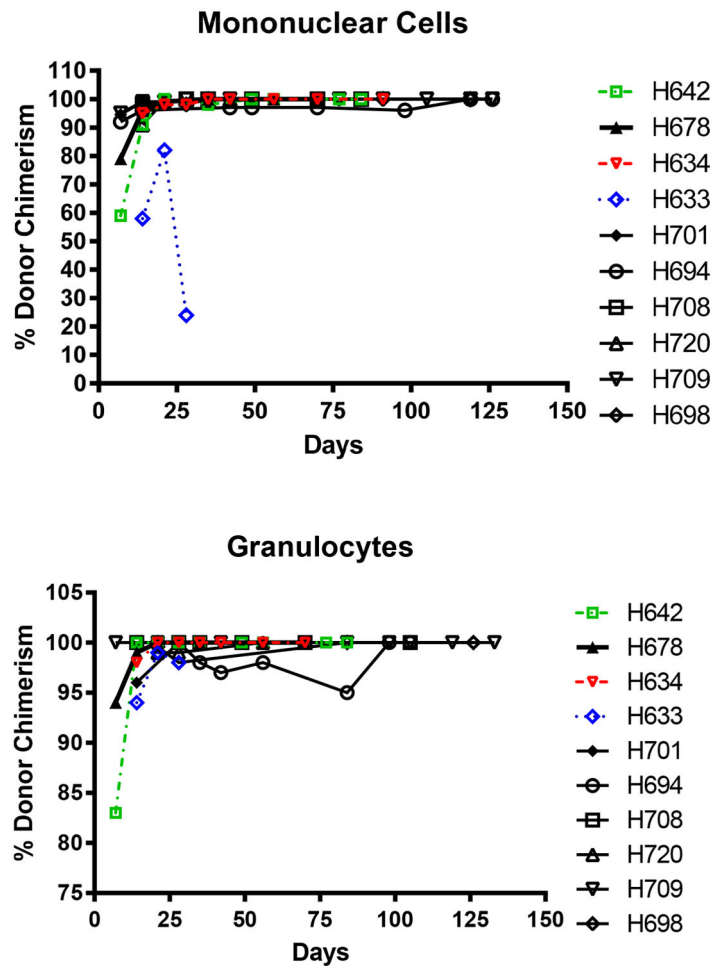 Mononuclear Cells
% Donor Chimerism
110
100
90
80
70
60
50
40
30
20
10
0
0 25 50 75 100 125 150
Days
H642
H678
H634
H633
H701
H694
H708
H720
H709
H698
Granulocytes
% Donor Chimerism
105
100
95
90
85
80
75
0 25 50 75 100 125 150
Days
H642
H678
H634
H633
H701
H694
H708
H720
H709
H698